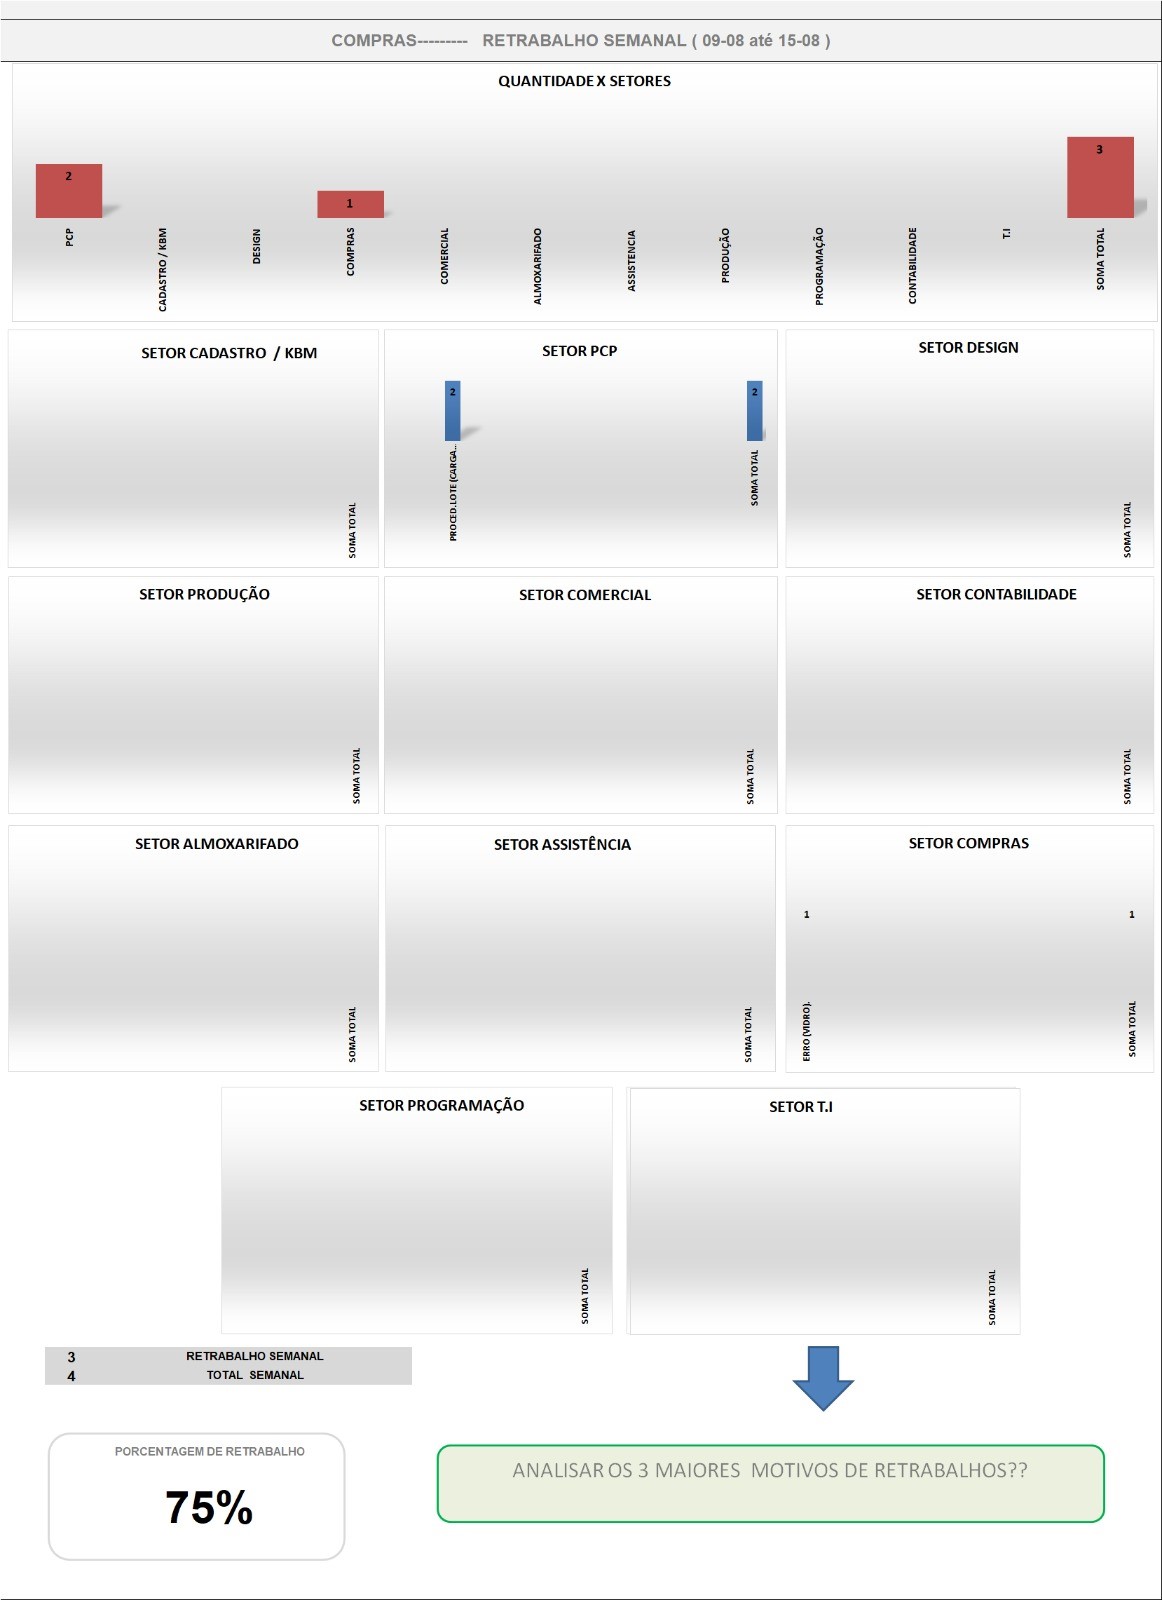 COMPRAS---------   RETRABALHO SEMANAL ( 09-08 até 15-08 )
QUANTIDADE X SETORES
2
1
3
PCP
CADASTRO / KBM
DESIGN
COMPRAS
COMERCIAL
ALMOXARIFADO
ASSISTENCIA
PRODUÇÃO
PROGRAMAÇÃO
CONTABILIDADE
T.I
SOMA TOTAL
SETOR CADASTRO  / KBM
SOMA TOTAL
SETOR PCP
2
2
PROCED.LOTE (CARGA...
SOMA TOTAL
SETOR DESIGN
SOMA TOTAL
SETOR PRODUÇÃO
SOMA TOTAL
SETOR COMERCIAL
SOMA TOTAL
SETOR CONTABILIDADE
SOMA TOTAL
SETOR ALMOXARIFADO
SOMA TOTAL
SETOR ASSISTÊNCIA
SOMA TOTAL
SETOR COMPRAS
1
1
ERRO (VIDRO).
SOMA TOTAL
SETOR PROGRAMAÇÃO
SOMA TOTAL
SETOR T.I
SOMA TOTAL
3 RETRABALHO SEMANAL
4 TOTAL  SEMANAL
PORCENTAGEM DE RETRABALHO
75%
ANALISAR OS 3 MAIORES  MOTIVOS DE RETRABALHOS??